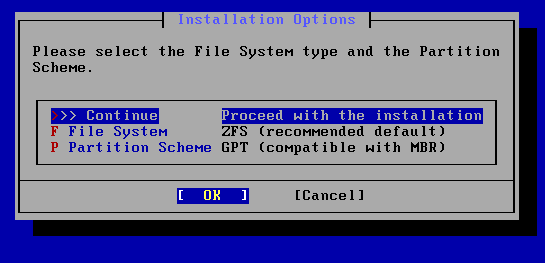 Installation Options
Please select the File System type and the Partition
Scheme.
>>> Continue Proceed with the installation
F File System ZFS (recommended default)
P Partition Scheme GPT (compatible with MBR)
[ OK ] [Cancel]